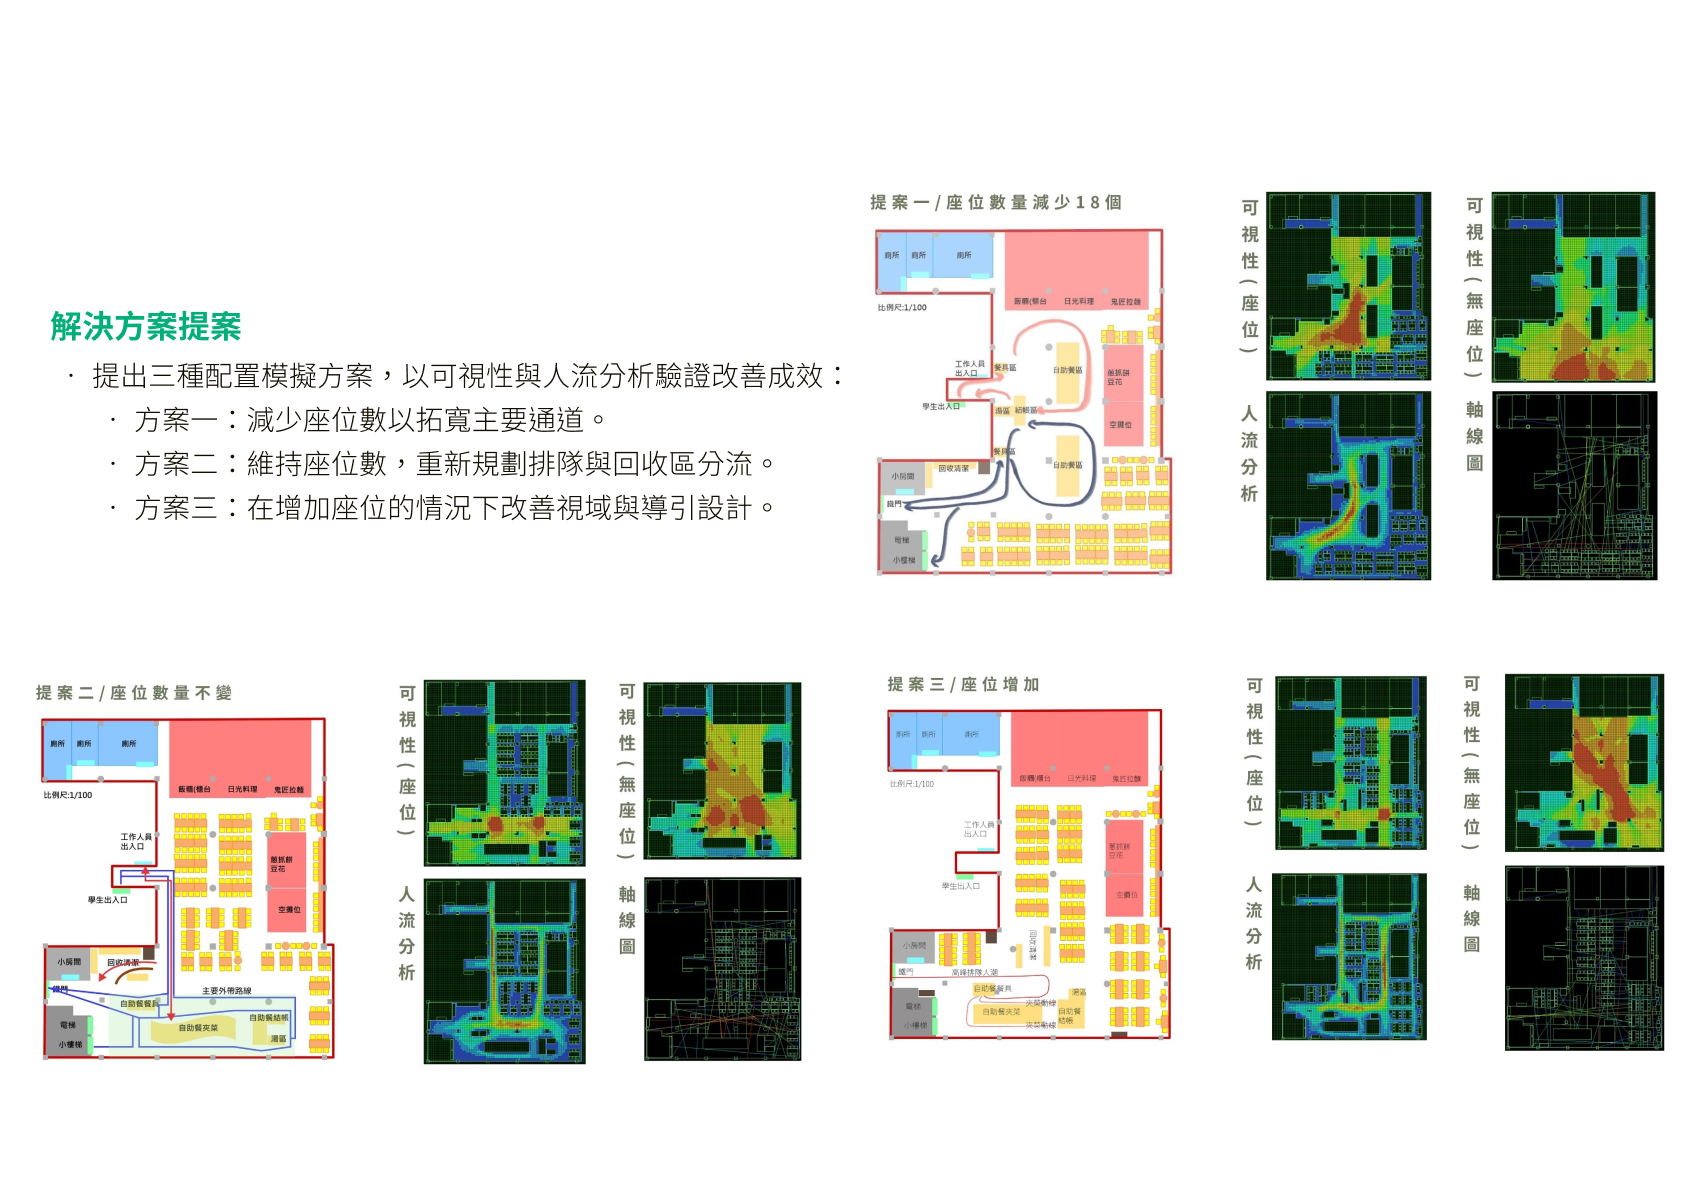 解決方案提案
· 提出三種配置模擬方案，以可視性與人流分析驗證改善成效：
· 方案一：減少座位數以拓寬主要通道。
· 方案二：維持座位數，重新規劃排隊與回收區分流。
· 方案三：在增加座位的情況下改善視域與導引設計。
提案一/座位數量減少18個
廁所 廁所 廁所
比例尺:1/100
飯糰(櫃台 日光料理 鬼匠拉麵
工作人員
出入口
餐具區
自助餐區
蔥抓餅
豆花
學生出入口
湯區 結帳區
空攤位
餐具區
回收清潔
自助餐區
小房間
鐵門
電梯
小樓梯
可視性(座位)
可視性(無座位)
人流分析
軸線圖
提案二/座位數量不變
廁所 廁所 廁所
比例尺:1/100
飯糰(櫃台 日光料理 鬼匠拉麵
工作人員
出入口
蔥抓餅
豆花
學生出入口
空攤位
小房間
回收清潔
鐵門
主要外帶路線
自助餐餐具
自助餐結帳
電梯
自助餐夾菜
湯區
小樓梯
可視性(座位)
可視性(無座位)
人流分析
軸線圖
提案三/座位增加
廁所 廁所 廁所
比例尺:1/100
飯糰(櫃台 日光料理 鬼匠拉麵
工作人員
出入口
蔥抓餅
豆花
學生出入口
空攤位
小房間
回收清潔
鐵門
高峰排隊人潮
自助餐餐具
湯區
夾菜動線
電梯
自助餐夾菜
自助餐
結帳
小樓梯
夾菜動線
可視性(座位)
可視性(無座位)
人流分析
軸線圖